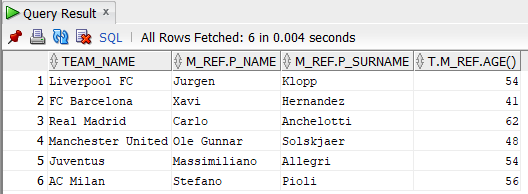 Query Result ×
SQL | All Rows Fetched: 6 in 0.004 seconds
TEAM_NAME M_REF.P_NAME M_REF.P_SURNAME T.M_REF.AGE()
1 Liverpool FC Jurgen Klopp 54
2 FC Barcelona Xavi Hernandez 41
3 Real Madrid Carlo Anchelotti 62
4 Manchester United Ole Gunnar Solskjaer 48
5 Juventus Massimiliano Allegri 54
6 AC Milan Stefano Pioli 56